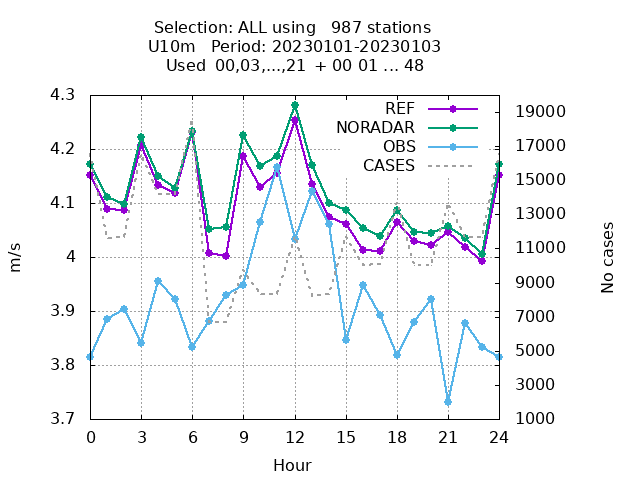 Selection: ALL using   987 stations
U10m   Period: 20230101-20230103
Used  00,03,...,21  + 00 01 ... 48
REF
NORADAR
OBS
CASES
4.3
4.2
4.1
4
3.9
3.8
3.7
19000
17000
15000
13000
11000
9000
7000
5000
3000
1000
m/s
No cases
0 3 6 9 12 15 18 21 24
Hour